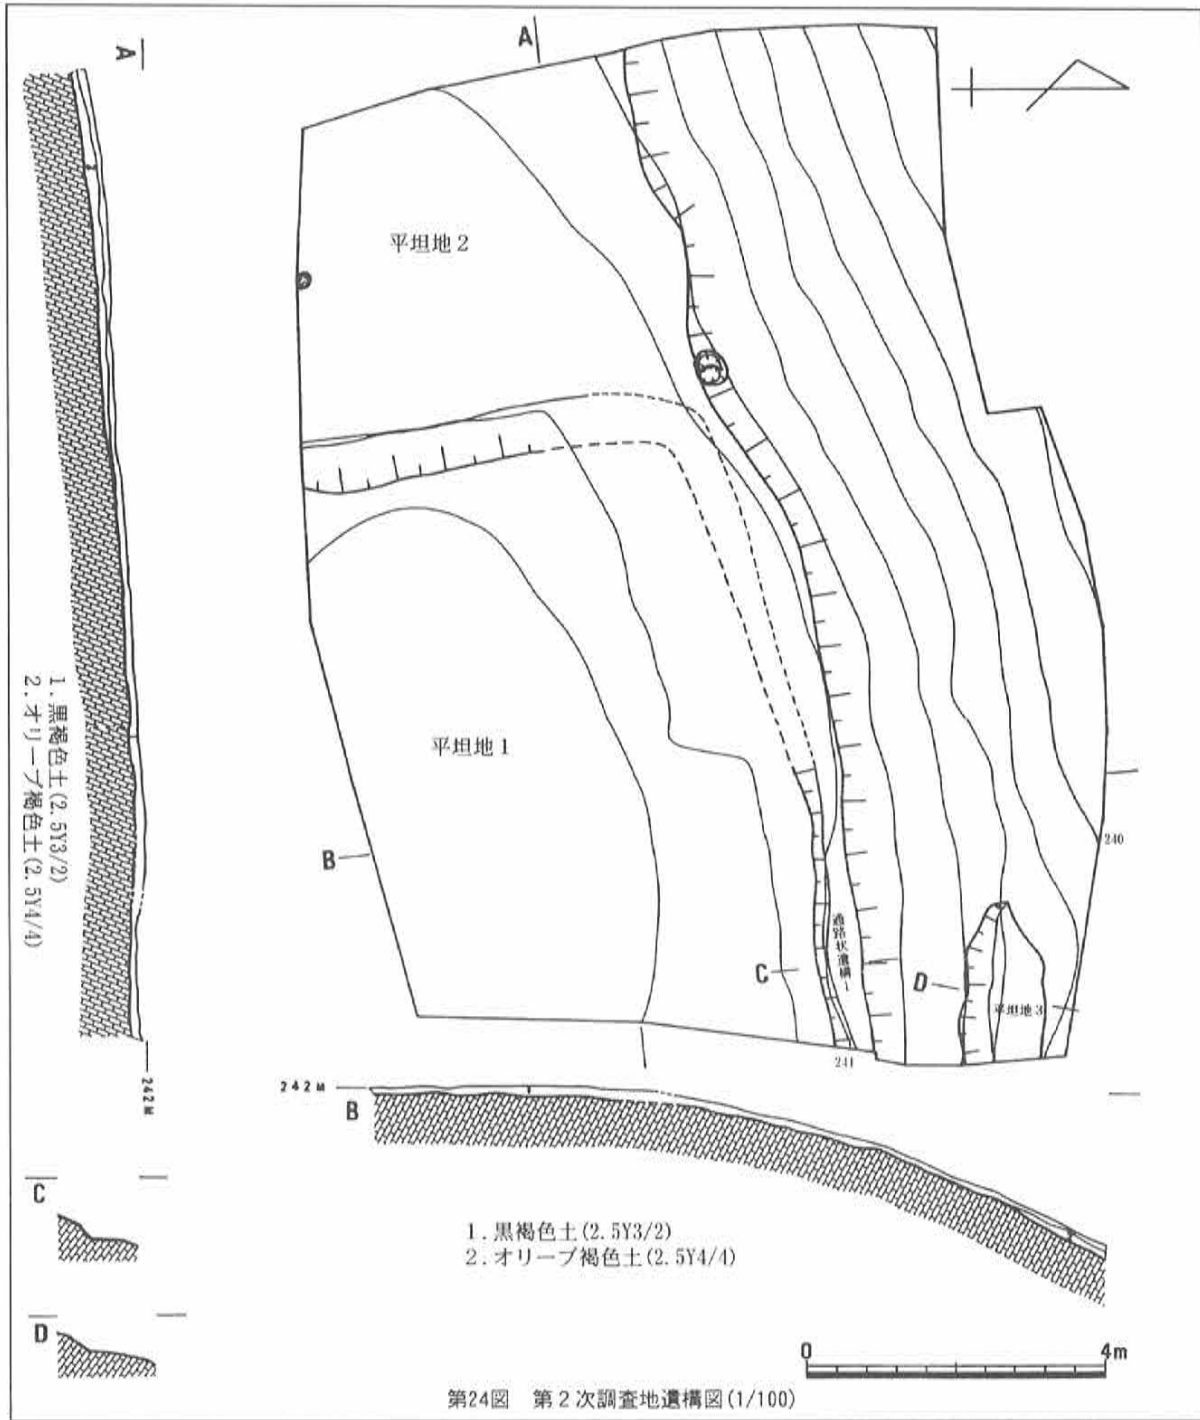 A
A
平坦地2
平坦地1
1.黒褐色土(2.5Y3/2)
2.オリーブ褐色土(2.5Y4/4)
B
240
通路状遺構1
C
D
平坦地3
241
242M
242M
B
C
1.黒褐色土(2.5Y3/2)
2.オリーブ褐色土(2.5Y4/4)
D
0 4m
第24図 第2次調査地遺構図(1/100)